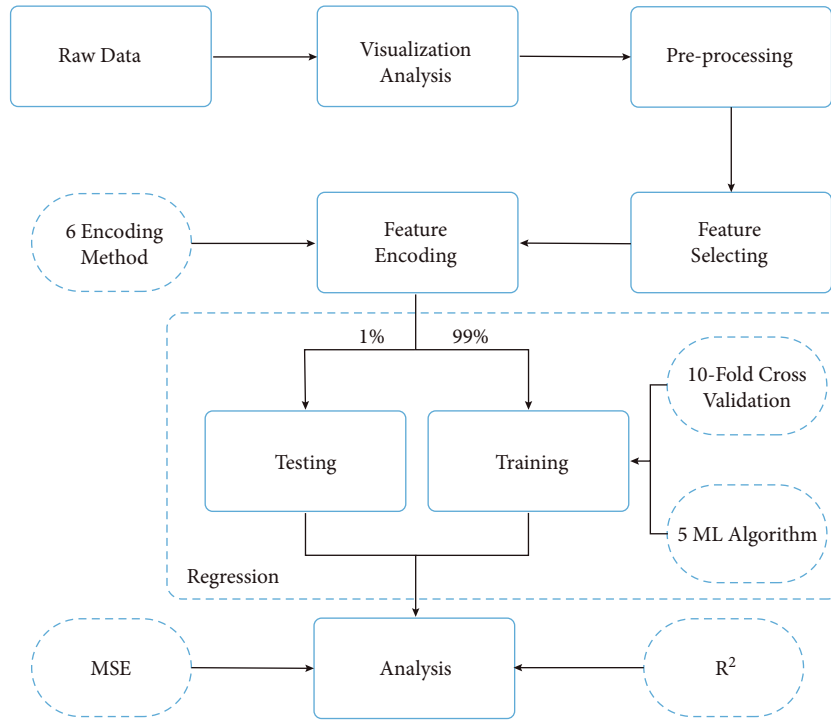 Raw Data
Visualization
Analysis
Pre-processing
6 Encoding
Method
Feature
Encoding
Feature
Selecting
1%
99%
10-Fold Cross
Validation
Testing
Training
5 ML Algorithm
Regression
MSE
Analysis
R²